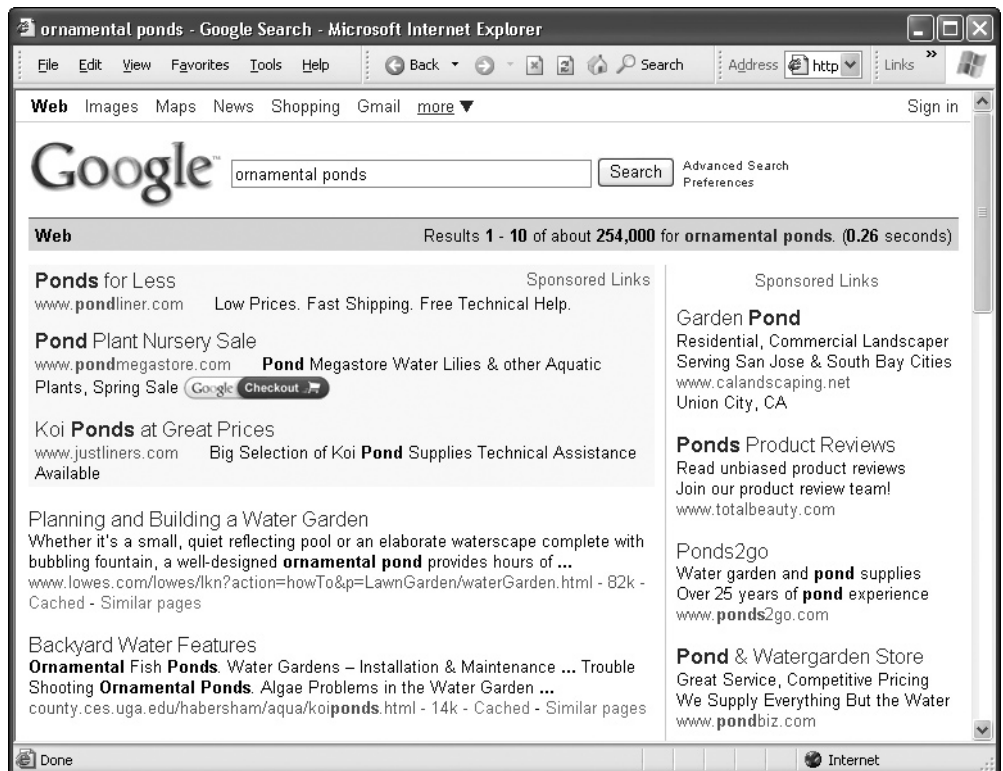 ornamental ponds - Google Search - Microsoft Internet Explorer
File Edit View Favorites Tools Help Back Search Address http Links »
Web Images Maps News Shopping Gmail more ▼ Sign in
Google™ ornamental ponds Search Advanced Search
Preferences
Web Results 1 - 10 of about 254,000 for ornamental ponds. (0.26 seconds)
Ponds for Less Sponsored Links
www.pondliner.com Low Prices. Fast Shipping. Free Technical Help.
Pond Plant Nursery Sale
www.pondmegastore.com Pond Megastore Water Lilies & other Aquatic
Plants, Spring Sale Google Checkout
Koi Ponds at Great Prices
www.justliners.com Big Selection of Koi Pond Supplies Technical Assistance
Available
Planning and Building a Water Garden
Whether it's a small, quiet reflecting pool or an elaborate waterscape complete with
bubbling fountain, a well-designed ornamental pond provides hours of ...
www.lowes.com/lowes/lkn?action=howTo&p=LawnGarden/waterGarden.html - 82k -
Cached - Similar pages
Backyard Water Features
Ornamental Fish Ponds. Water Gardens – Installation & Maintenance ... Trouble
Shooting Ornamental Ponds. Algae Problems in the Water Garden ...
county.ces.uga.edu/habersham/aqua/koiponds.html - 14k - Cached - Similar pages
Sponsored Links
Garden Pond
Residential, Commercial Landscaper
Serving San Jose & South Bay Cities
www.calandscaping.net
Union City, CA
Ponds Product Reviews
Read unbiased product reviews
Join our product review team!
www.totalbeauty.com
Ponds2go
Water garden and pond supplies
Over 25 years of pond experience
www.ponds2go.com
Pond & Watergarden Store
Great Service, Competitive Pricing
We Supply Everything But the Water
www.pondbiz.com
Done Internet